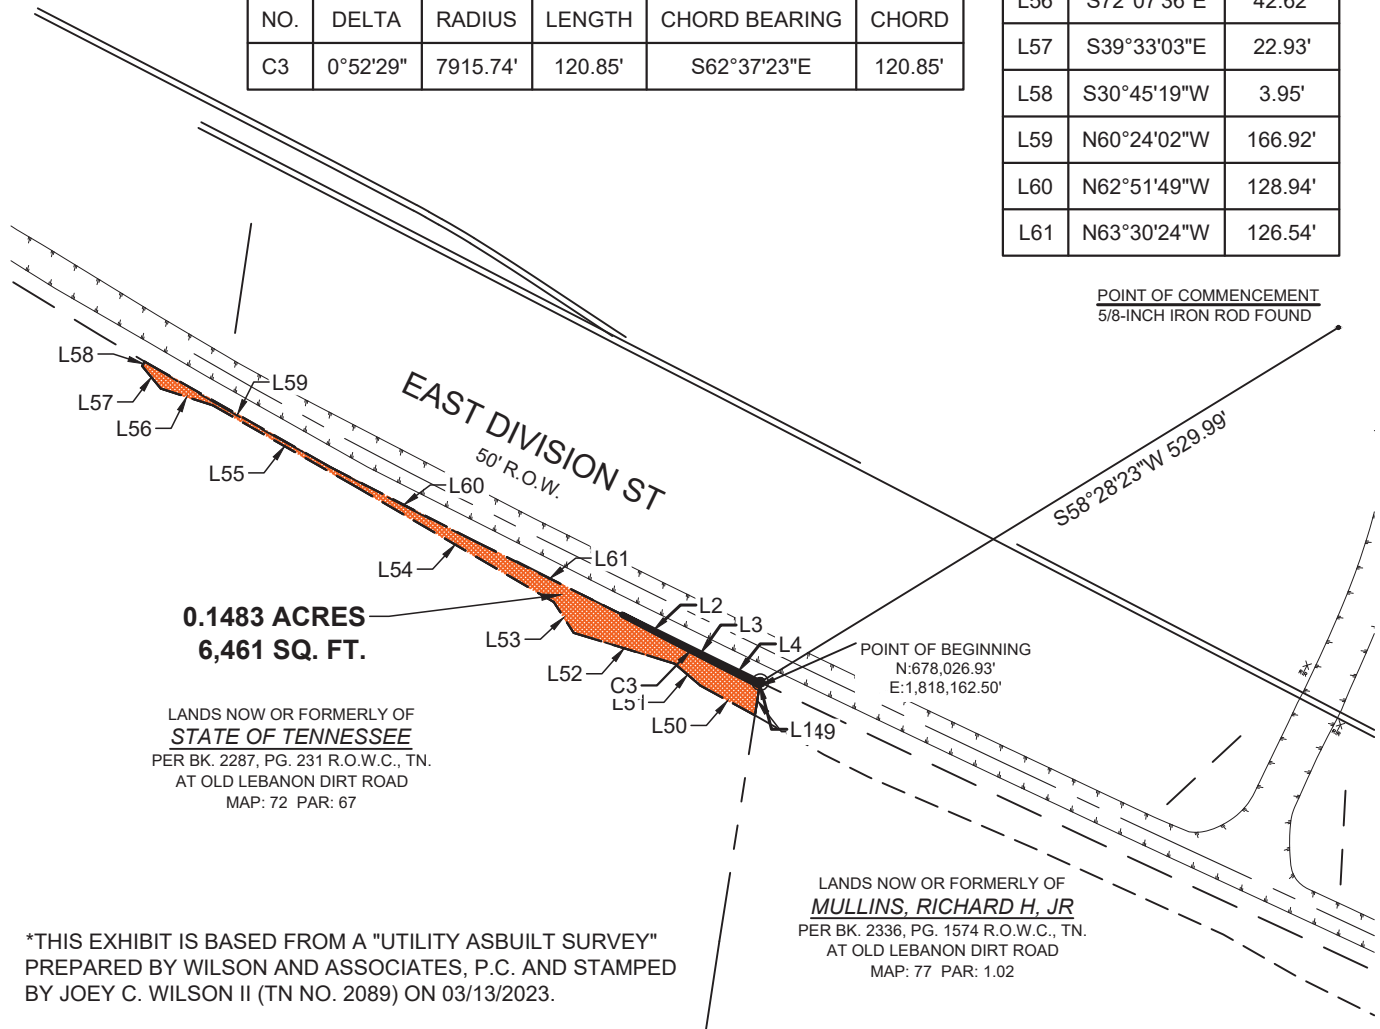 NO. DELTA RADIUS LENGTH CHORD BEARING CHORD
C3 0°52'29" 7915.74' 120.85' S62°37'23"E 120.85'
L56 S72°07'36"E 42.62'
L57 S39°33'03"E 22.93'
L58 S30°45'19"W 3.95'
L59 N60°24'02"W 166.92'
L60 N62°51'49"W 128.94'
L61 N63°30'24"W 126.54'
POINT OF COMMENCEMENT
5/8-INCH IRON ROD FOUND
L58
L59
L57
L56
EAST DIVISION ST
50' R.O.W.
S58°28'23"W 529.99'
L55
L60
L54
L61
0.1483 ACRES
6,461 SQ. FT.
L2
L3
L4
L53
L52
C3
L51
L50
POINT OF BEGINNING
N:678,026.93'
E:1,818,162.50'
LANDS NOW OR FORMERLY OF
STATE OF TENNESSEE
PER BK. 2287, PG. 231 R.O.W.C., TN.
AT OLD LEBANON DIRT ROAD
MAP: 72 PAR: 67
LANDS NOW OR FORMERLY OF
MULLINS, RICHARD H, JR
PER BK. 2336, PG. 1574 R.O.W.C., TN.
AT OLD LEBANON DIRT ROAD
MAP: 77 PAR: 1.02
*THIS EXHIBIT IS BASED FROM A "UTILITY ASBUILT SURVEY"
PREPARED BY WILSON AND ASSOCIATES, P.C. AND STAMPED
BY JOEY C. WILSON II (TN NO. 2089) ON 03/13/2023.